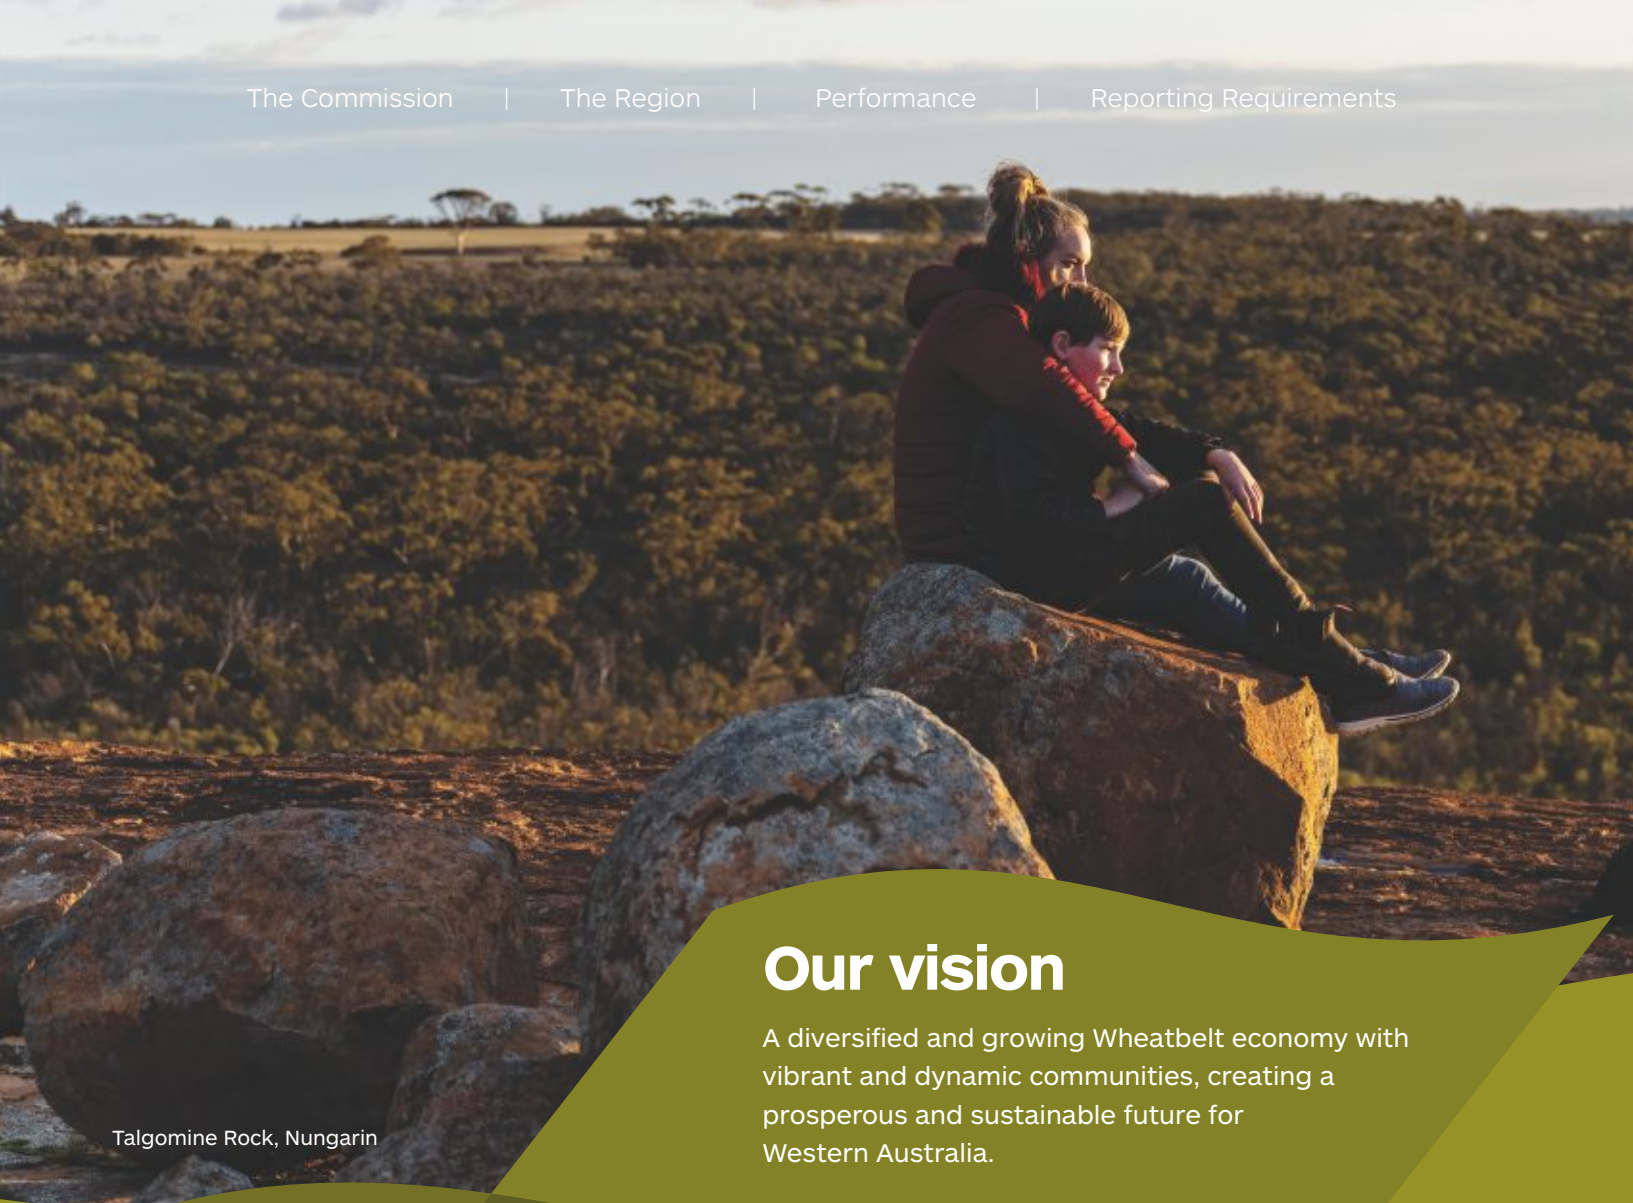 The Commission | The Region | Performance | Reporting Requirements
Our vision
A diversified and growing Wheatbelt economy with
vibrant and dynamic communities, creating a
prosperous and sustainable future for
Western Australia.
Talgomine Rock, Nungarin